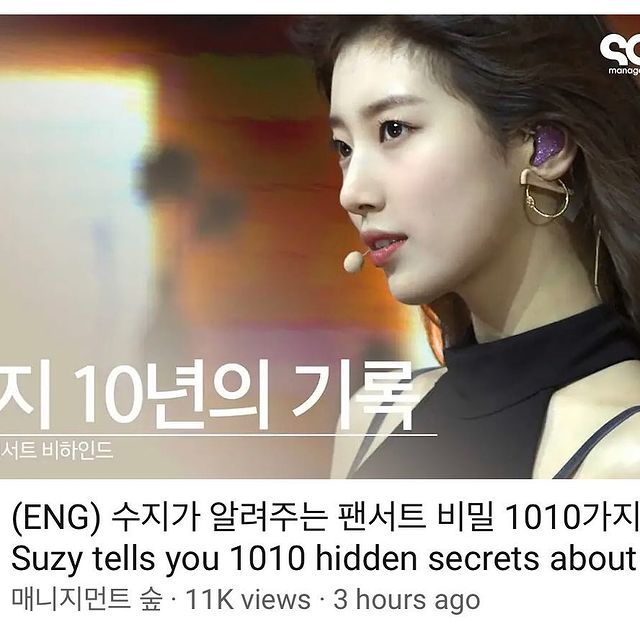 manage
지 10년의 기록
서트 비하인드
(ENG) 수지가 알려주는 팬서트 비밀 1010가지
Suzy tells you 1010 hidden secrets about
매니지먼트 숲 · 11K views · 3 hours ago